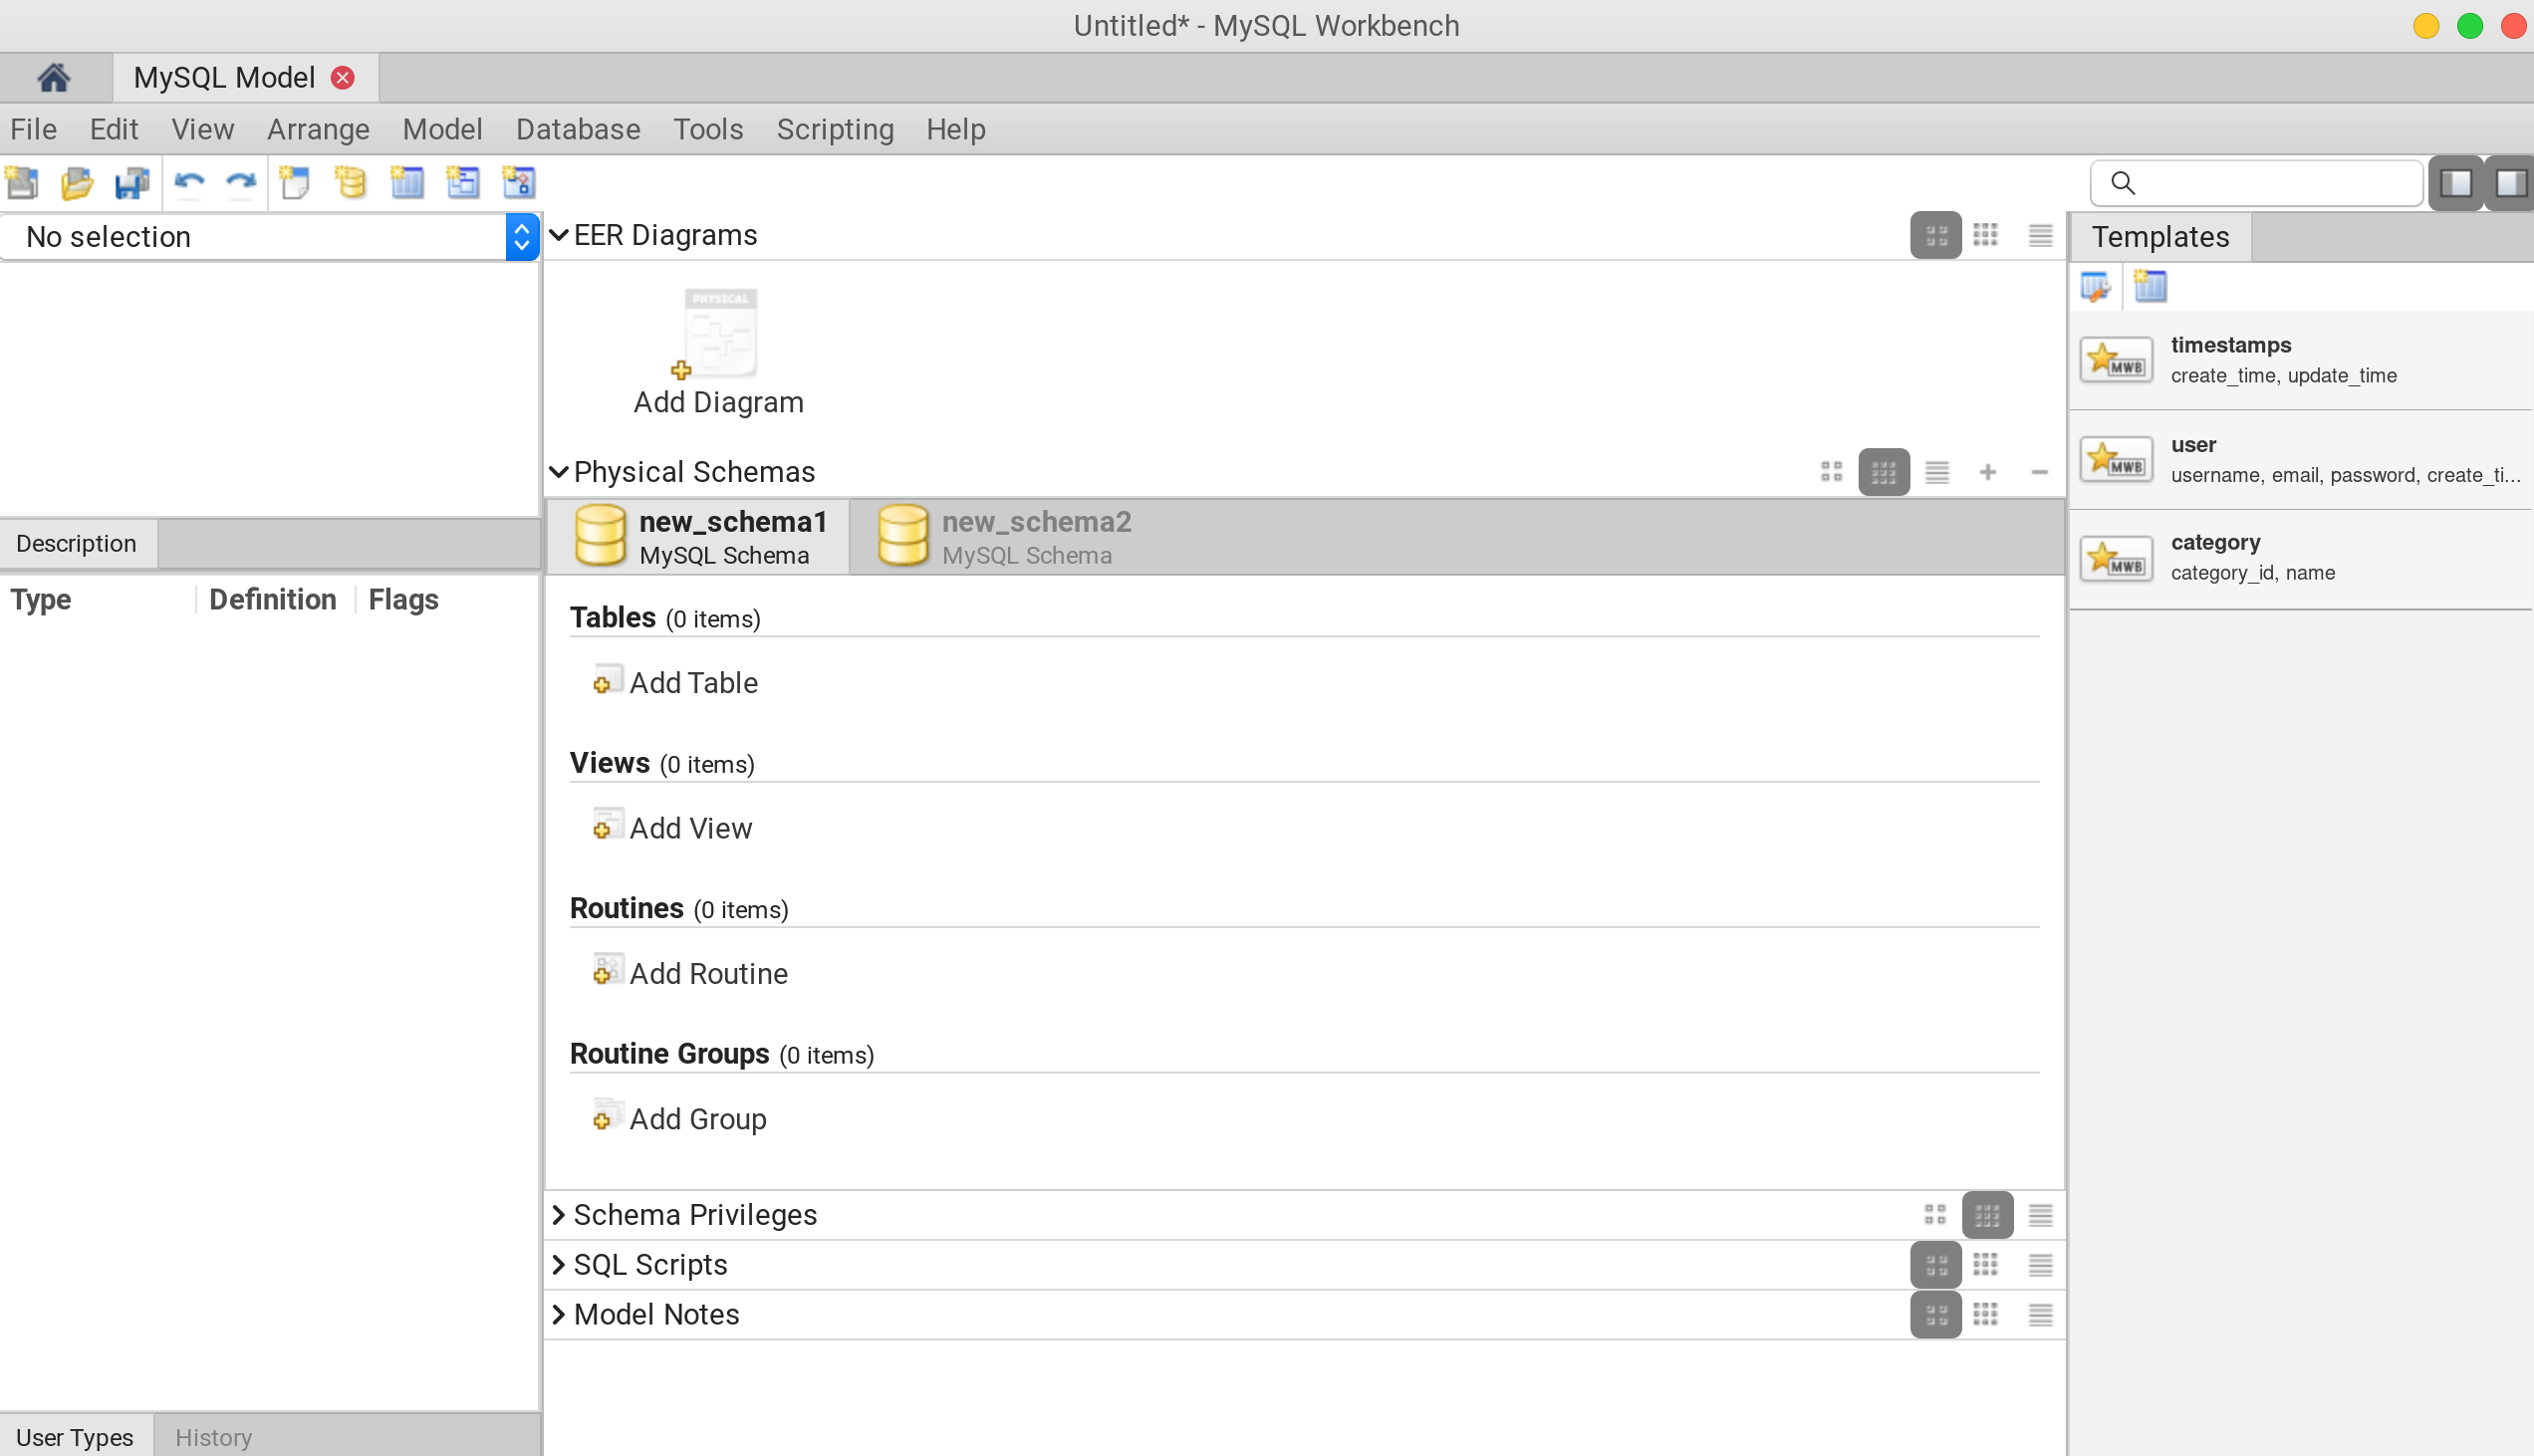 Untitled* - MySQL Workbench
MySQL Model
File Edit View Arrange Model Database Tools Scripting Help
No selection
Description
Type Definition Flags
User Types History
EER Diagrams
PHYSICAL
Add Diagram
Physical Schemas
new_schema1
MySQL Schema
new_schema2
MySQL Schema
Tables (0 items)
Add Table
Views (0 items)
Add View
Routines (0 items)
Add Routine
Routine Groups (0 items)
Add Group
Schema Privileges
SQL Scripts
Model Notes
Templates
MWB
timestamps
create_time, update_time
MWB
user
username, email, password, create_ti...
MWB
category
category_id, name